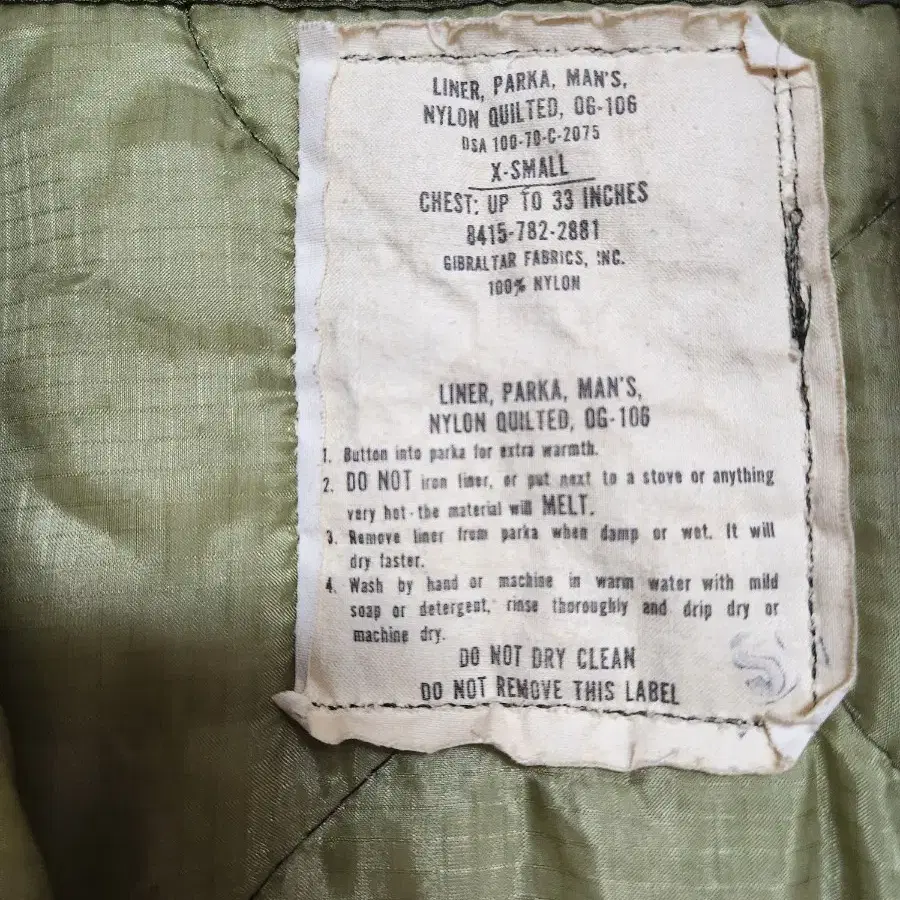 LINER, PARKA, MAN'S,
NYLON QUILTED, OG-106
DSA 100-70-C-2075
X-SMALL
CHEST: UP TO 33 INCHES
8415-782-2881
GIBRALTAR FABRICS, INC.
100% NYLON
LINER, PARKA, MAN'S,
NYLON QUILTED, OG-106
1. Button into parka for extra warmth.
2. DO NOT iron liner, or put next to a stove or anything
very hot-the material will MELT.
3. Remove liner from parka when damp or wet. It will
dry faster.
4. Wash by hand or machine in warm water with mild
soap or detergent, rinse thoroughly and drip dry or
machine dry.
DO NOT DRY CLEAN
DO NOT REMOVE THIS LABEL